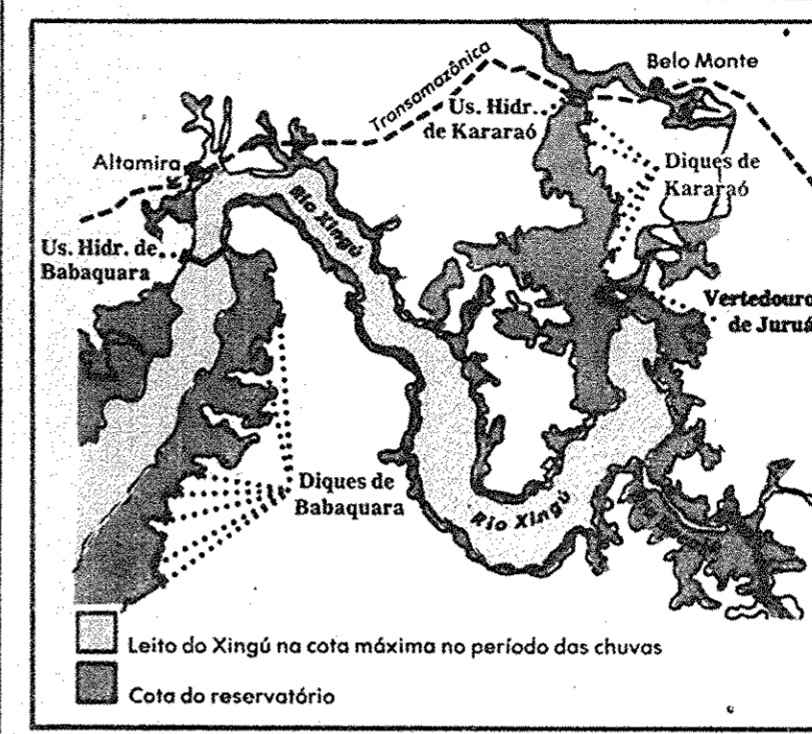 Transamazônica
Belo Monte
Us. Hidr.
de Kararaó
Altamira
Diques de
Kararaó
Rio Xingú
Us. Hidr. de
Babaquara
Vertedouro
de Juruá
Diques de
Babaquara
Rio Xingú
Leito do Xingú na cota máxima no período das chuvas
Cota do reservatório